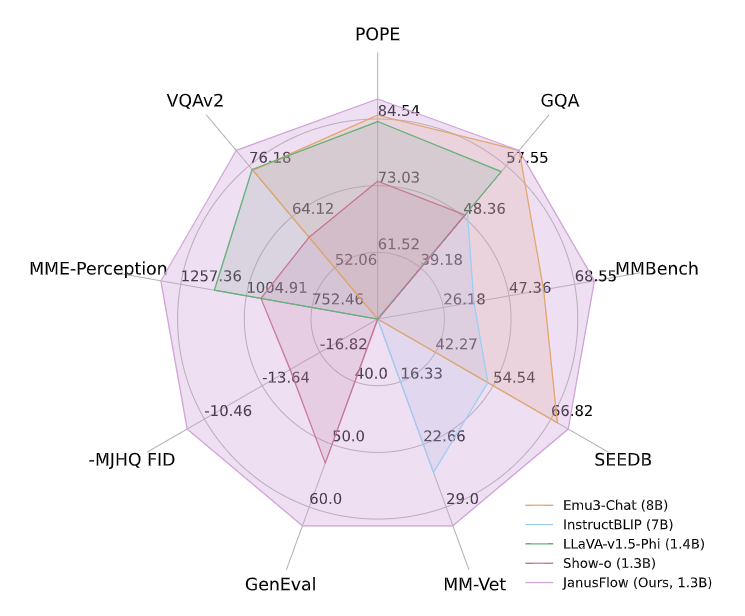 POPE
VQAv2
GQA
84.54
76.18
57.55
73.03
64.12
48.36
61.52
52.06
39.18
MME-Perception
1257.36
1004.91
752.46
26.18
47.36
68.55
MMBench
-16.82
42.27
-13.64
40.0
16.33
54.54
-10.46
66.82
50.0
22.66
-MJHQ FID
SEEDB
60.0
29.0
GenEval
MM-Vet
Emu3-Chat (8B)
InstructBLIP (7B)
LLaVA-v1.5-Phi (1.4B)
Show-o (1.3B)
JanusFlow (Ours, 1.3B)